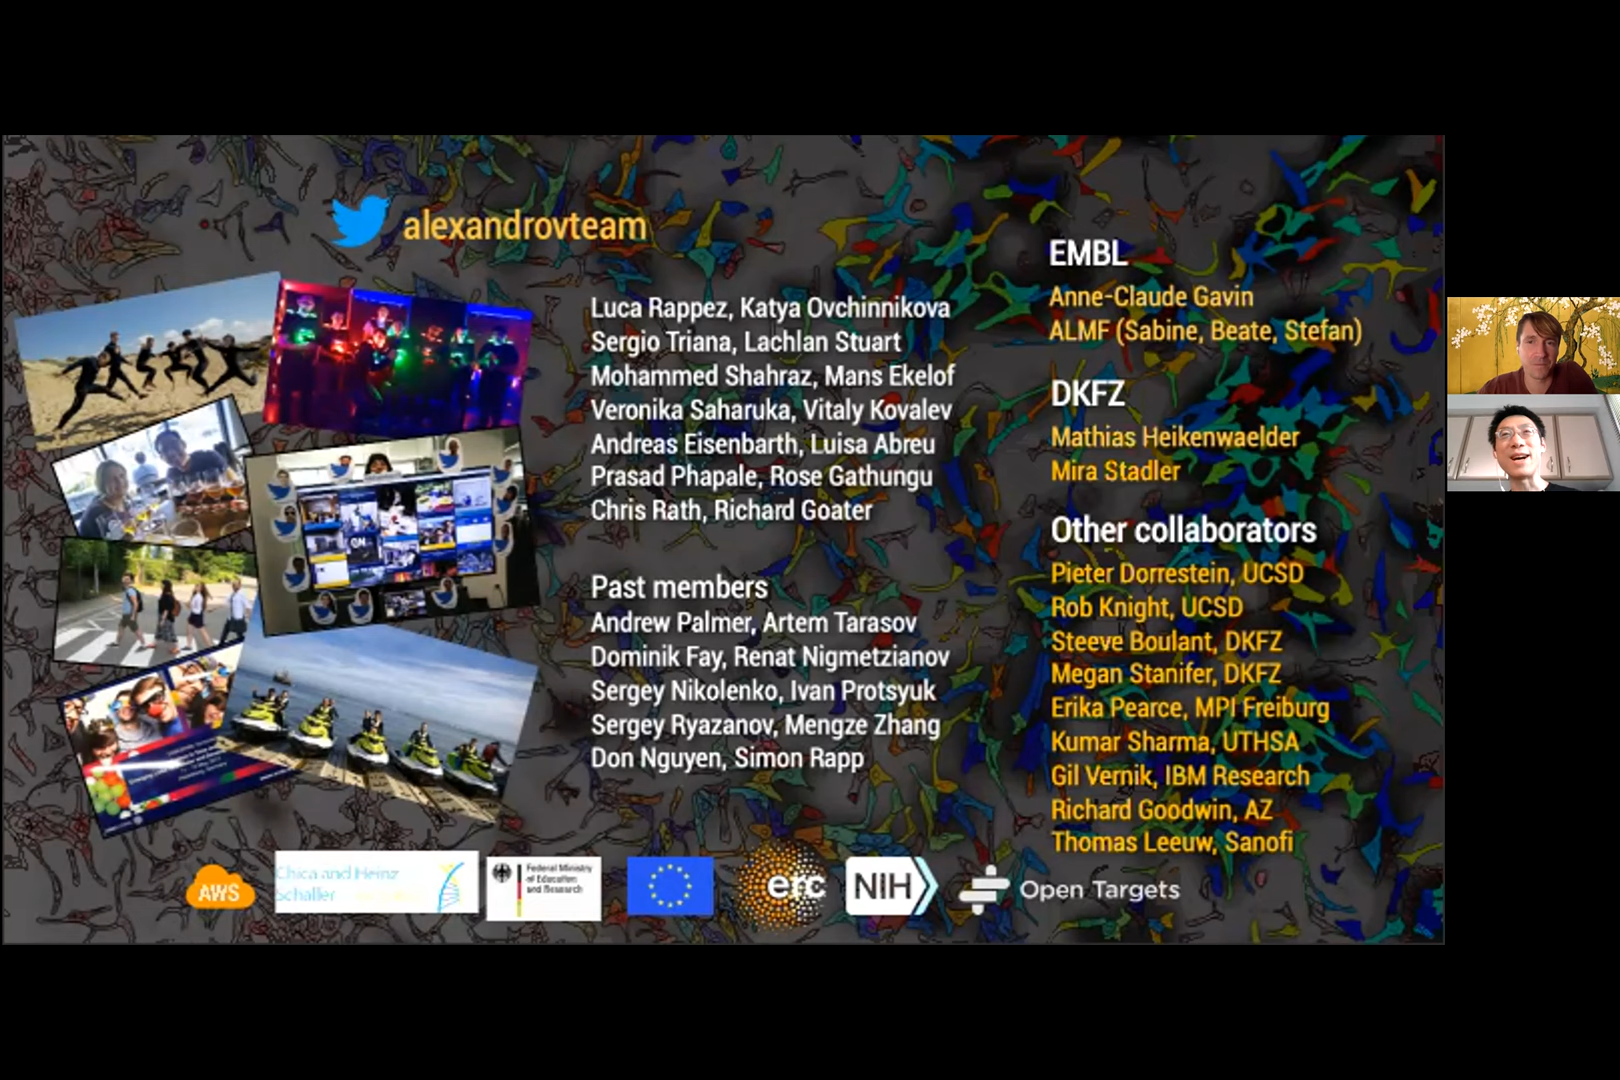 alexandrovteam
Luca Rappez, Katya Ovchinnikova
Sergio Triana, Lachlan Stuart
Mohammed Shahraz, Mans Ekelof
Veronika Saharuka, Vitaly Kovalev
Andreas Eisenbarth, Luisa Abreu
Prasad Phapale, Rose Gathungu
Chris Rath, Richard Goater
Past members
Andrew Palmer, Artem Tarasov
Dominik Fay, Renat Nigmetzianov
Sergey Nikolenko, Ivan Protsyuk
Sergey Ryazanov, Mengze Zhang
Don Nguyen, Simon Rapp
EMBL
Anne-Claude Gavin
ALMF (Sabine, Beate, Stefan)
DKFZ
Mathias Heikenwaelder
Mira Stadler
Other collaborators
Pieter Dorrestein, UCSD
Rob Knight, UCSD
Steeve Boulant, DKFZ
Megan Stanifer, DKFZ
Erika Pearce, MPI Freiburg
Kumar Sharma, UTHSA
Gil Vernik, IBM Research
Richard Goodwin, AZ
Thomas Leeuw, Sanofi
AWS
Chica and Heinz
Schaller
Federal Ministry
of Education
and Research
erc
NIH
Open Targets